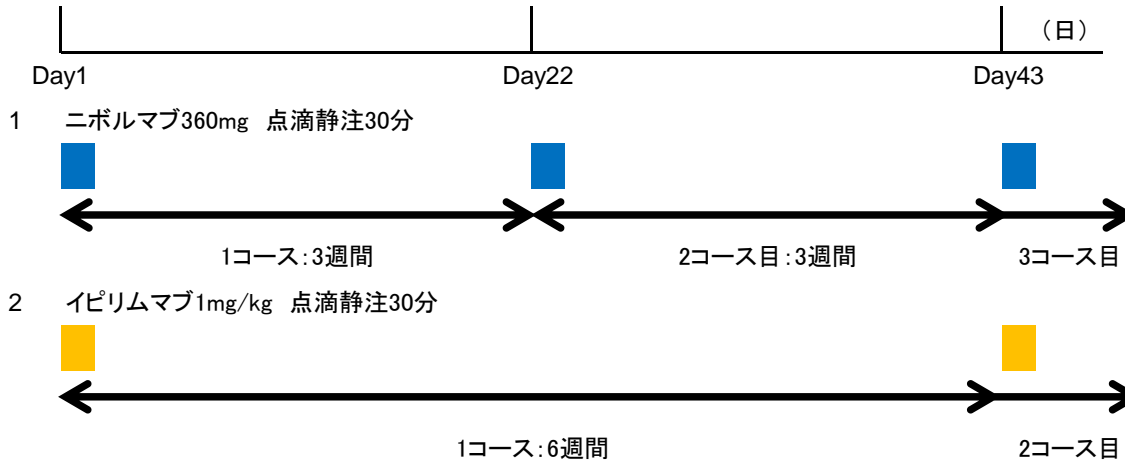 （日）
Day1 Day22 Day43
1 ニボルマブ360mg 点滴静注30分
1コース：3週間 2コース目：3週間 3コース目
2 イピリムマブ1mg/kg 点滴静注30分
1コース：6週間 2コース目